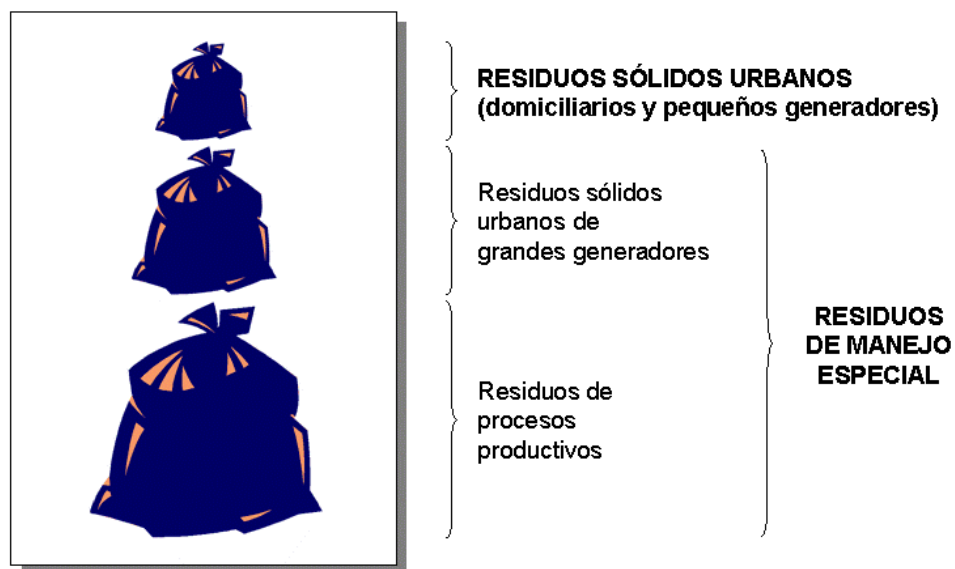 RESIDUOS SÓLIDOS URBANOS
(domiciliarios y pequeños generadores)
Residuos sólidos
urbanos de
grandes generadores
RESIDUOS
DE MANEJO
ESPECIAL
Residuos de
procesos
productivos